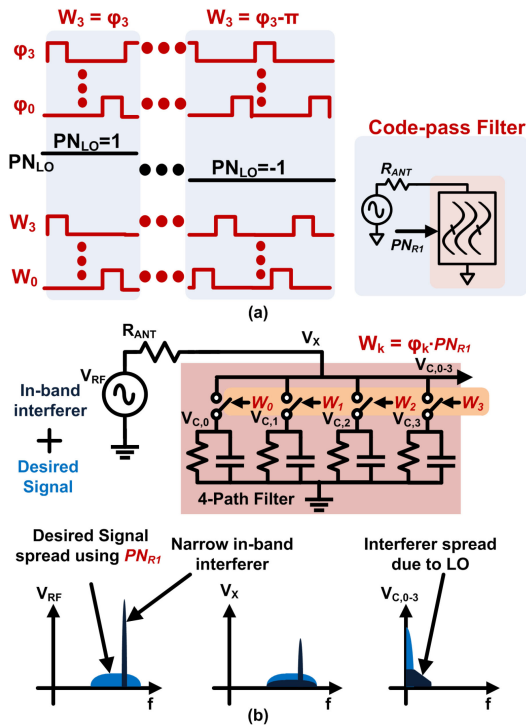 W3 = φ3
W3 = φ3-π
φ3
φ0
PNLO=1
PNLO
PNLO=-1
W3
W0
(a)
Code-pass Filter
RANT
PNR1
RANT
VX
Wk = φk·PNR1
VRF
VC,0-3
In-band
interferer
+
Desired
Signal
W0
W1
W2
W3
VC,0
VC,1
VC,2
VC,3
4-Path Filter
Desired Signal
spread using PNR1
Narrow in-band
interferer
Interferer spread
due to LO
VRF
VX
VC,0-3
f
f
f
(b)